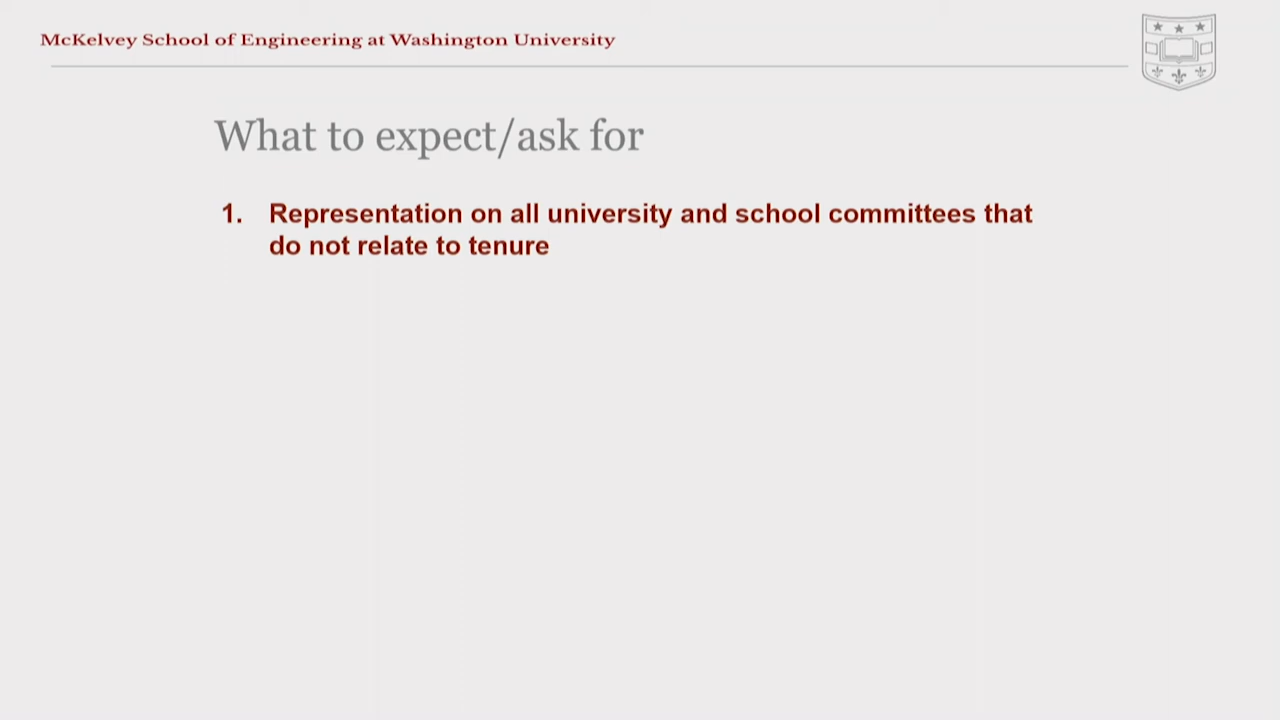 McKelvey School of Engineering at Washington University
What to expect/ask for
1. Representation on all university and school committees that
do not relate to tenure